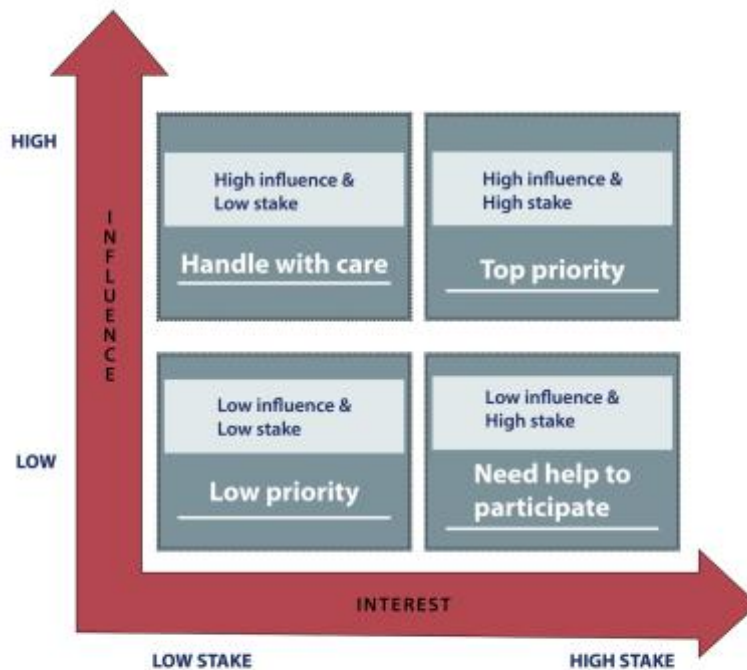 HIGH
INFLUENCE
High influence &
Low stake
Handle with care
High influence &
High stake
Top priority
LOW
Low influence &
Low stake
Low priority
Low influence &
High stake
Need help to
participate
INTEREST
LOW STAKE
HIGH STAKE